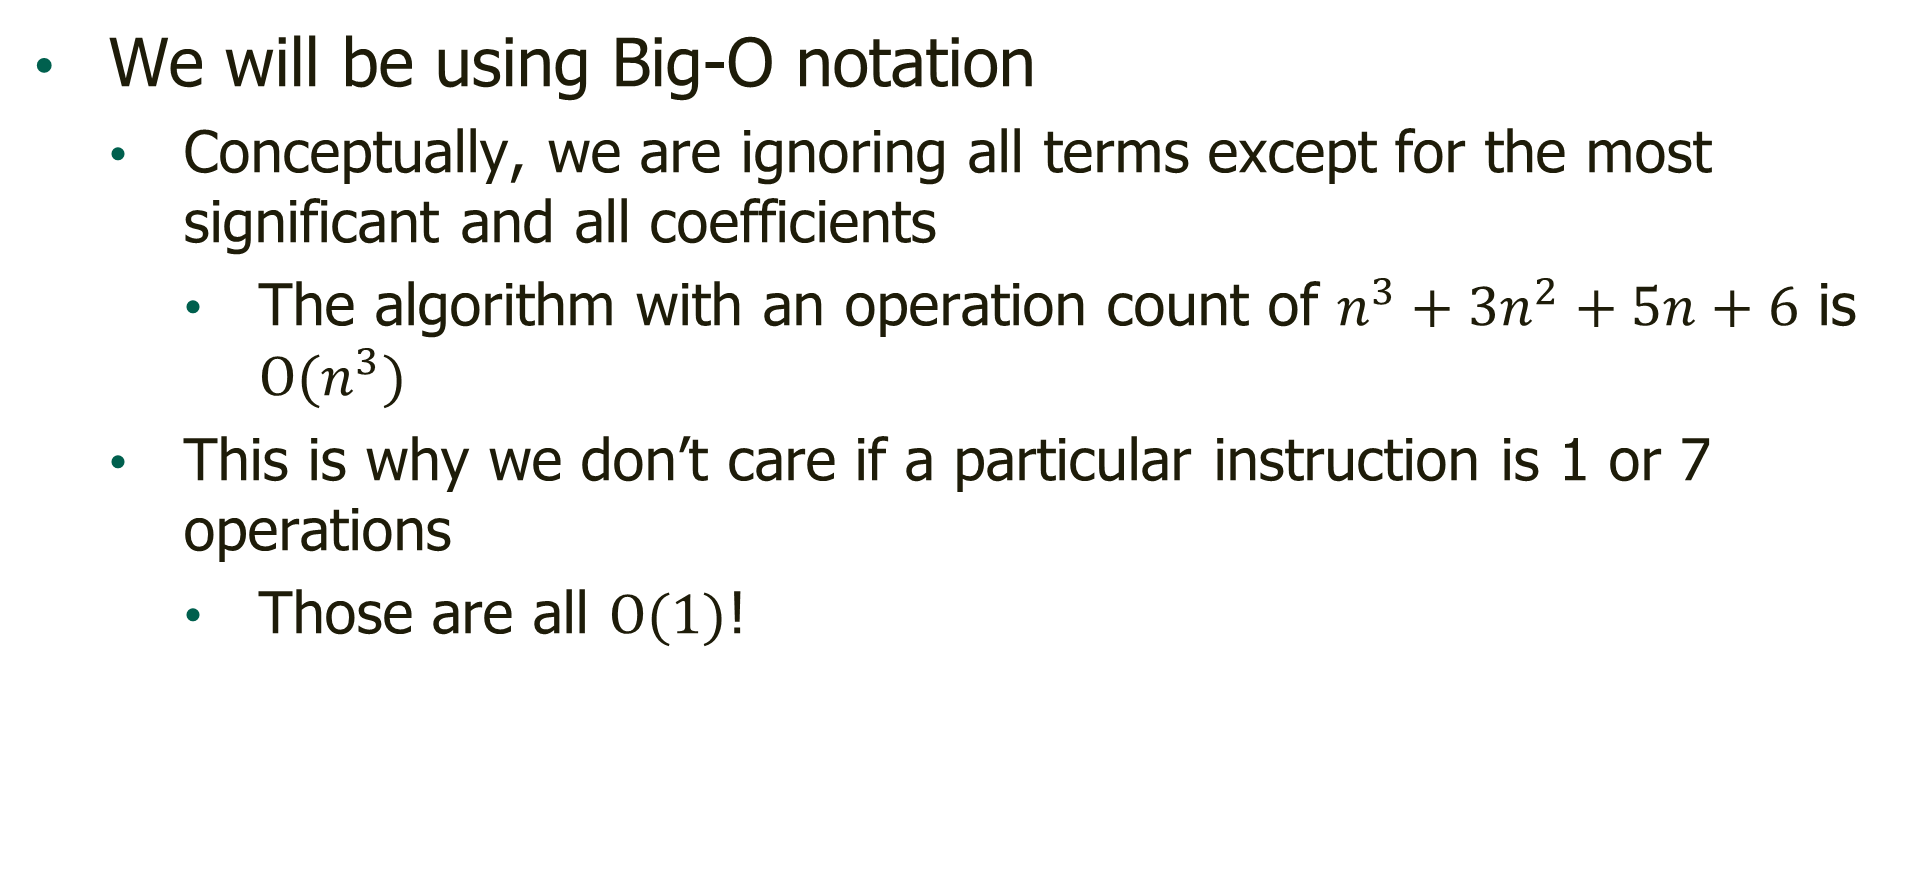 • We will be using Big-O notation
• Conceptually, we are ignoring all terms except for the most
significant and all coefficients
• The algorithm with an operation count of n³ + 3n² + 5n + 6 is
O(n³)
• This is why we don’t care if a particular instruction is 1 or 7
operations
• Those are all O(1)!